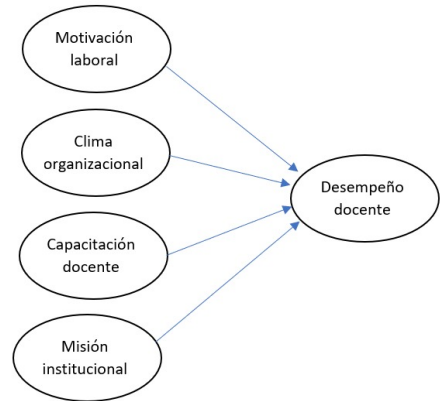 Motivación
laboral
Clima
organizacional
Desempeño
docente
Capacitación
docente
Misión
institucional